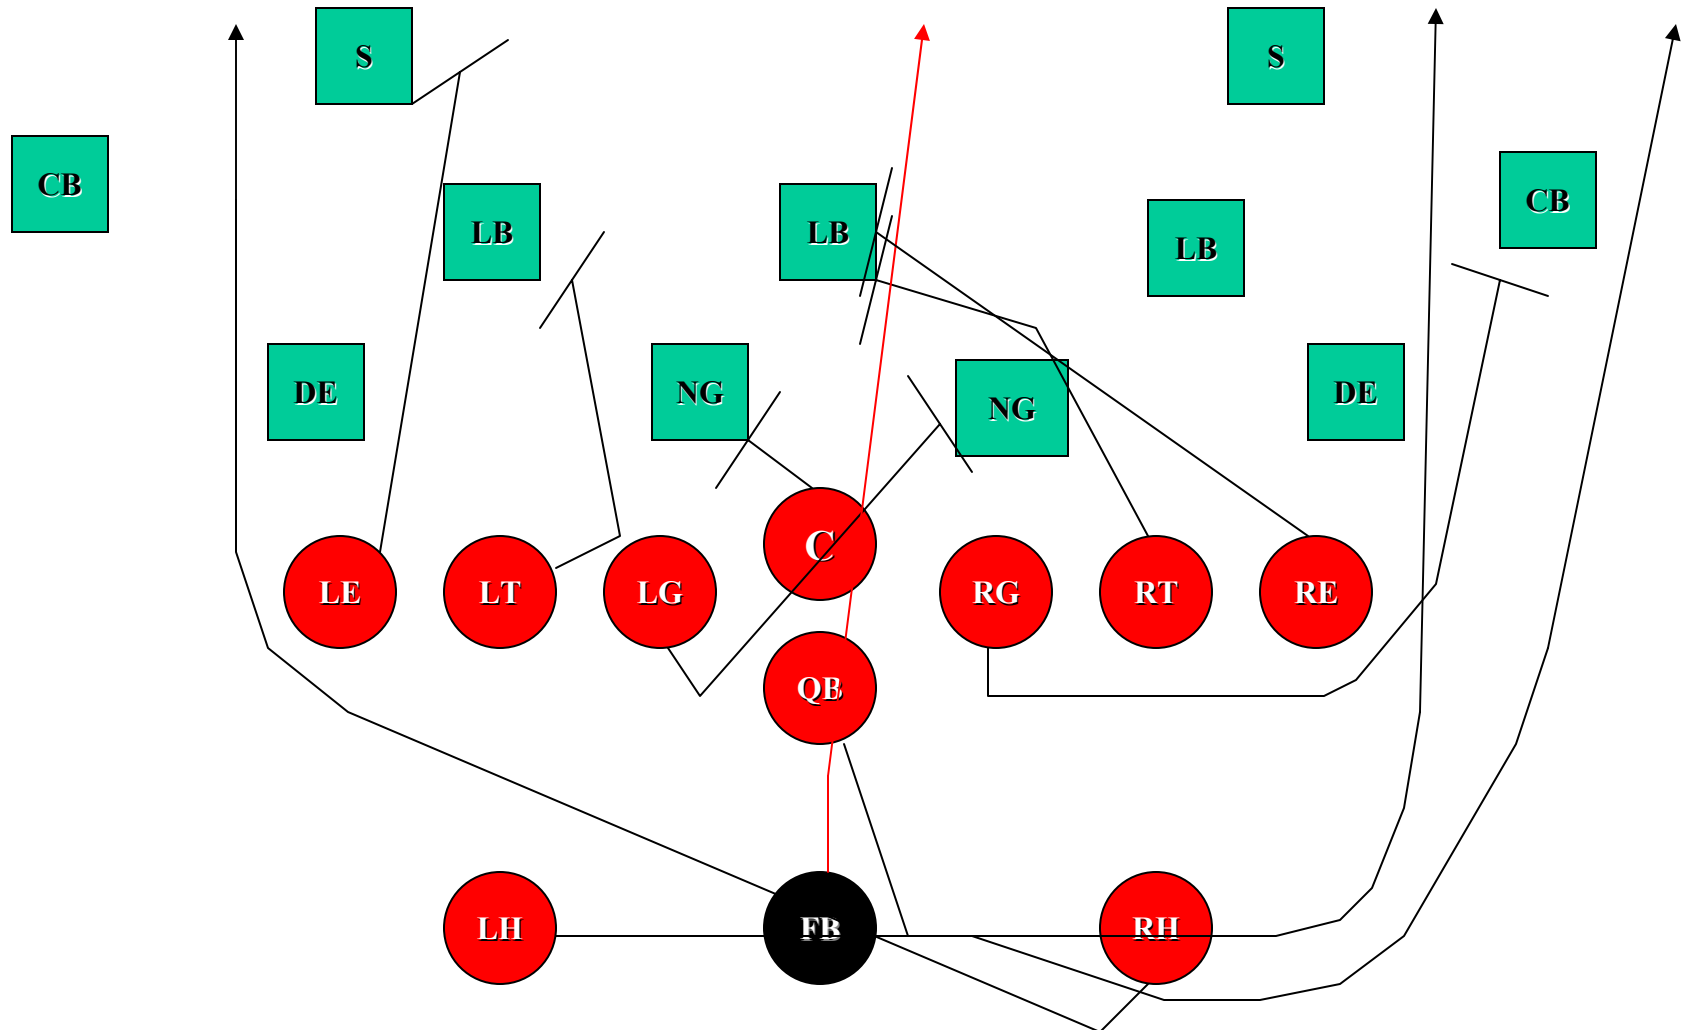 S
S
CB
CB
LB
LB
LB
DE
NG
NG
DE
C
LE
LT
LG
RG
RT
RE
QB
LH
FB
RH